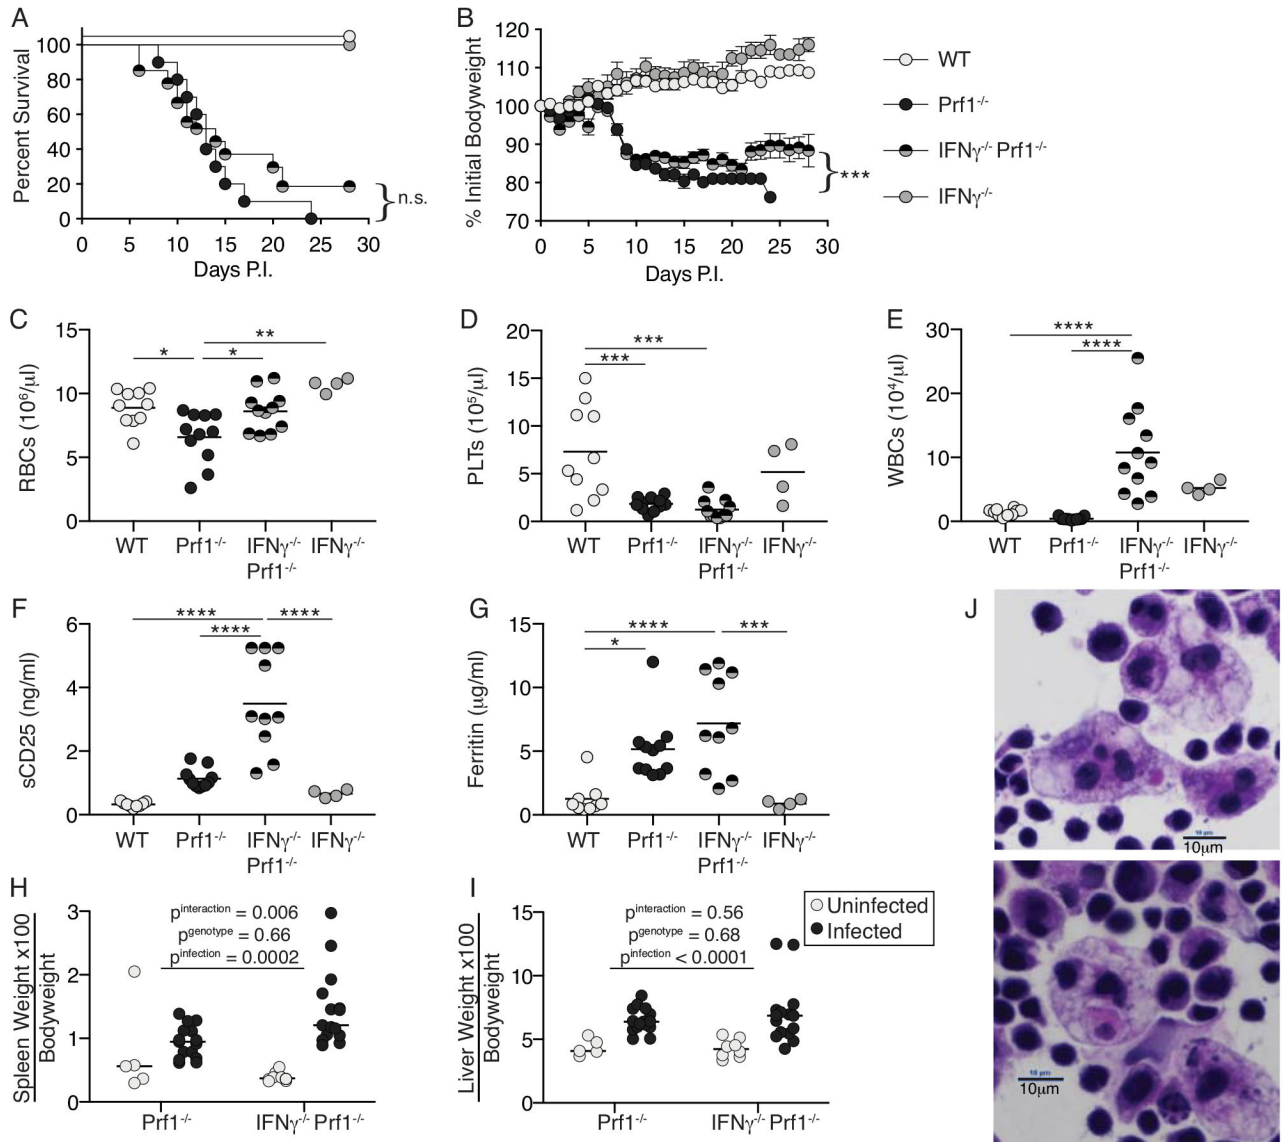 A
Percent Survival
100
80
60
40
20
0
0 5 10 15 20 25 30
Days P.I.
n.s.
B
% Initial Bodyweight
120
110
100
90
80
70
0 5 10 15 20 25 30
Days P.I.
***
WT
Prf1-/-
IFNγ-/- Prf1-/-
IFNγ-/-
C
RBCs (10⁶/μl)
15
10
5
0
**
* *
WT Prf1-/- IFNγ-/- IFNγ-/-
Prf1-/-
D
PLTs (10⁵/μl)
20
15
10
5
0
***
***
WT Prf1-/- IFNγ-/- IFNγ-/-
Prf1-/-
E
WBCs (10⁴/μl)
30
20
10
0
****
****
WT Prf1-/- IFNγ-/- IFNγ-/-
Prf1-/-
F
sCD25 (ng/ml)
6
4
2
0
**** ****
****
WT Prf1-/- IFNγ-/- IFNγ-/-
Prf1-/-
G
Ferritin (μg/ml)
15
10
5
0
**** ***
*
WT Prf1-/- IFNγ-/- IFNγ-/-
Prf1-/-
J
10 μm
10μm
10 μm
10μm
H
Spleen Weight x100
Bodyweight
3
2
1
0
pinteraction = 0.006
pgenotype = 0.66
pinfection = 0.0002
Prf1-/- IFNγ-/- Prf1-/-
I
Liver Weight x100
Bodyweight
15
10
5
0
pinteraction = 0.56
pgenotype = 0.68
pinfection < 0.0001
Uninfected
Infected
Prf1-/- IFNγ-/- Prf1-/-